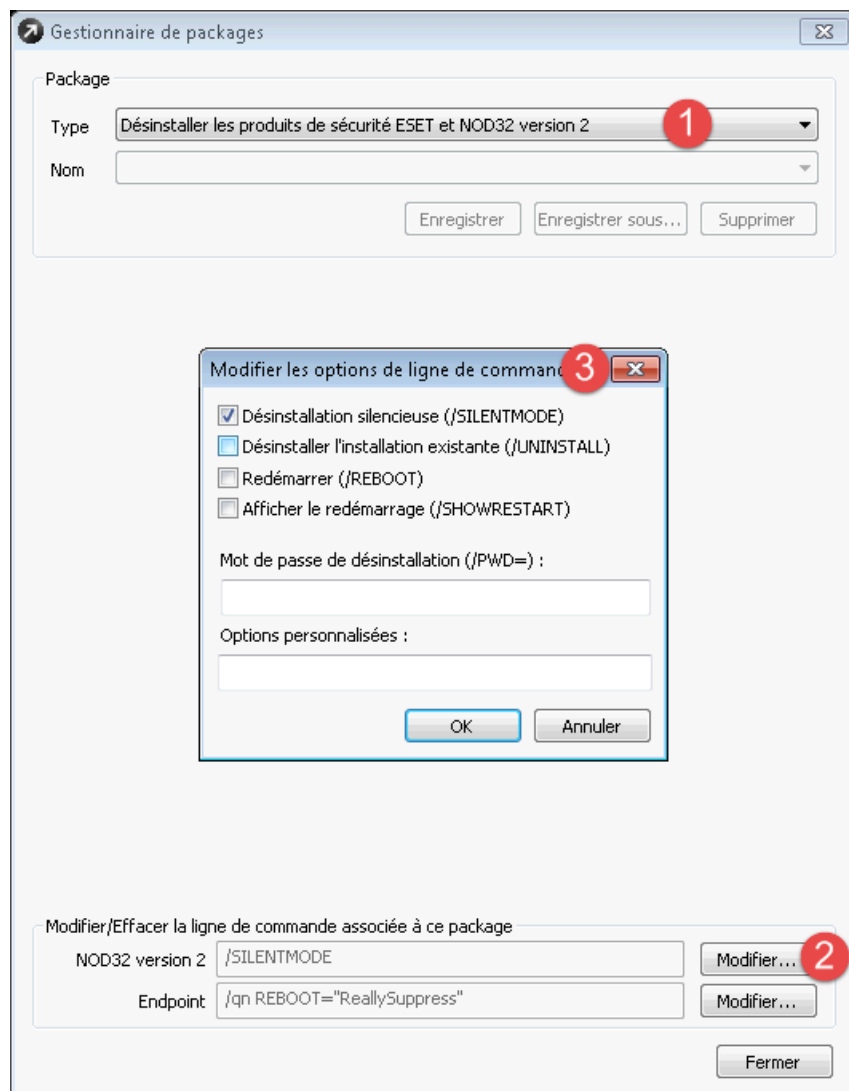 Gestionnaire de packages
Package
Type Désinstaller les produits de sécurité ESET et NOD32 version 2 1
Nom
Enregistrer Enregistrer sous... Supprimer
Modifier les options de ligne de comman 3
Désinstallation silencieuse (/SILENTMODE)
Désinstaller l'installation existante (/UNINSTALL)
Redémarrer (/REBOOT)
Afficher le redémarrage (/SHOWRESTART)
Mot de passe de désinstallation (/PWD=) :
Options personnalisées :
OK Annuler
Modifier/Effacer la ligne de commande associée à ce package
NOD32 version 2 /SILENTMODE Modifier... 2
Endpoint /qn REBOOT="ReallySuppress" Modifier...
Fermer